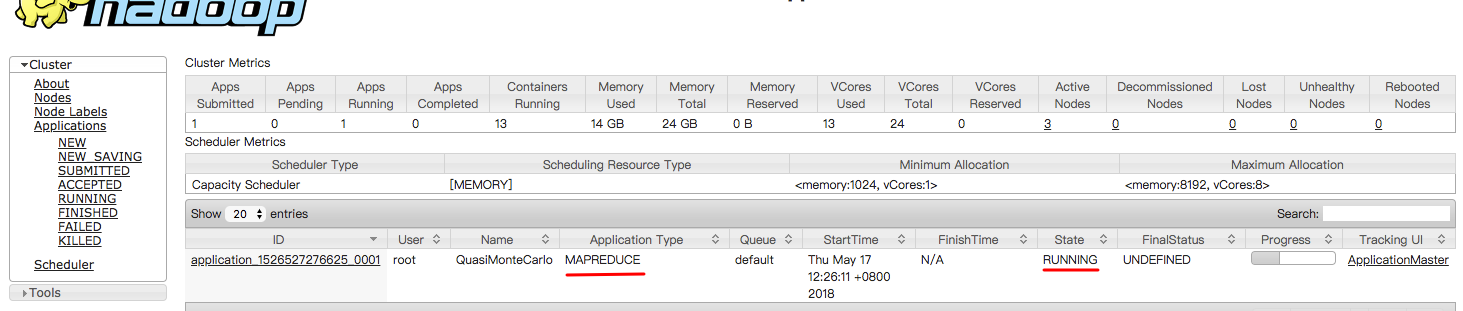 hadoop
Cluster
About
Nodes
Node Labels
Applications
NEW
NEW_SAVING
SUBMITTED
ACCEPTED
RUNNING
FINISHED
FAILED
KILLED
Scheduler
Tools
Cluster Metrics
Apps Submitted Apps Pending Apps Running Apps Completed Containers Running Memory Used Memory Total Memory Reserved VCores Used VCores Total VCores Reserved Active Nodes Decommissioned Nodes Lost Nodes Unhealthy Nodes Rebooted Nodes
1 0 1 0 13 14 GB 24 GB 0 B 13 24 0 3 0 0 0 0
Scheduler Metrics
Scheduler Type Scheduling Resource Type Minimum Allocation Maximum Allocation
Capacity Scheduler [MEMORY] <memory:1024, vCores:1> <memory:8192, vCores:8>
Show 20 entries Search:
ID User Name Application Type Queue StartTime FinishTime State FinalStatus Progress Tracking UI
application_1526527276625_0001 root QuasiMonteCarlo MAPREDUCE default Thu May 17 N/A RUNNING UNDEFINED ApplicationMaster
12:26:11 +0800
2018